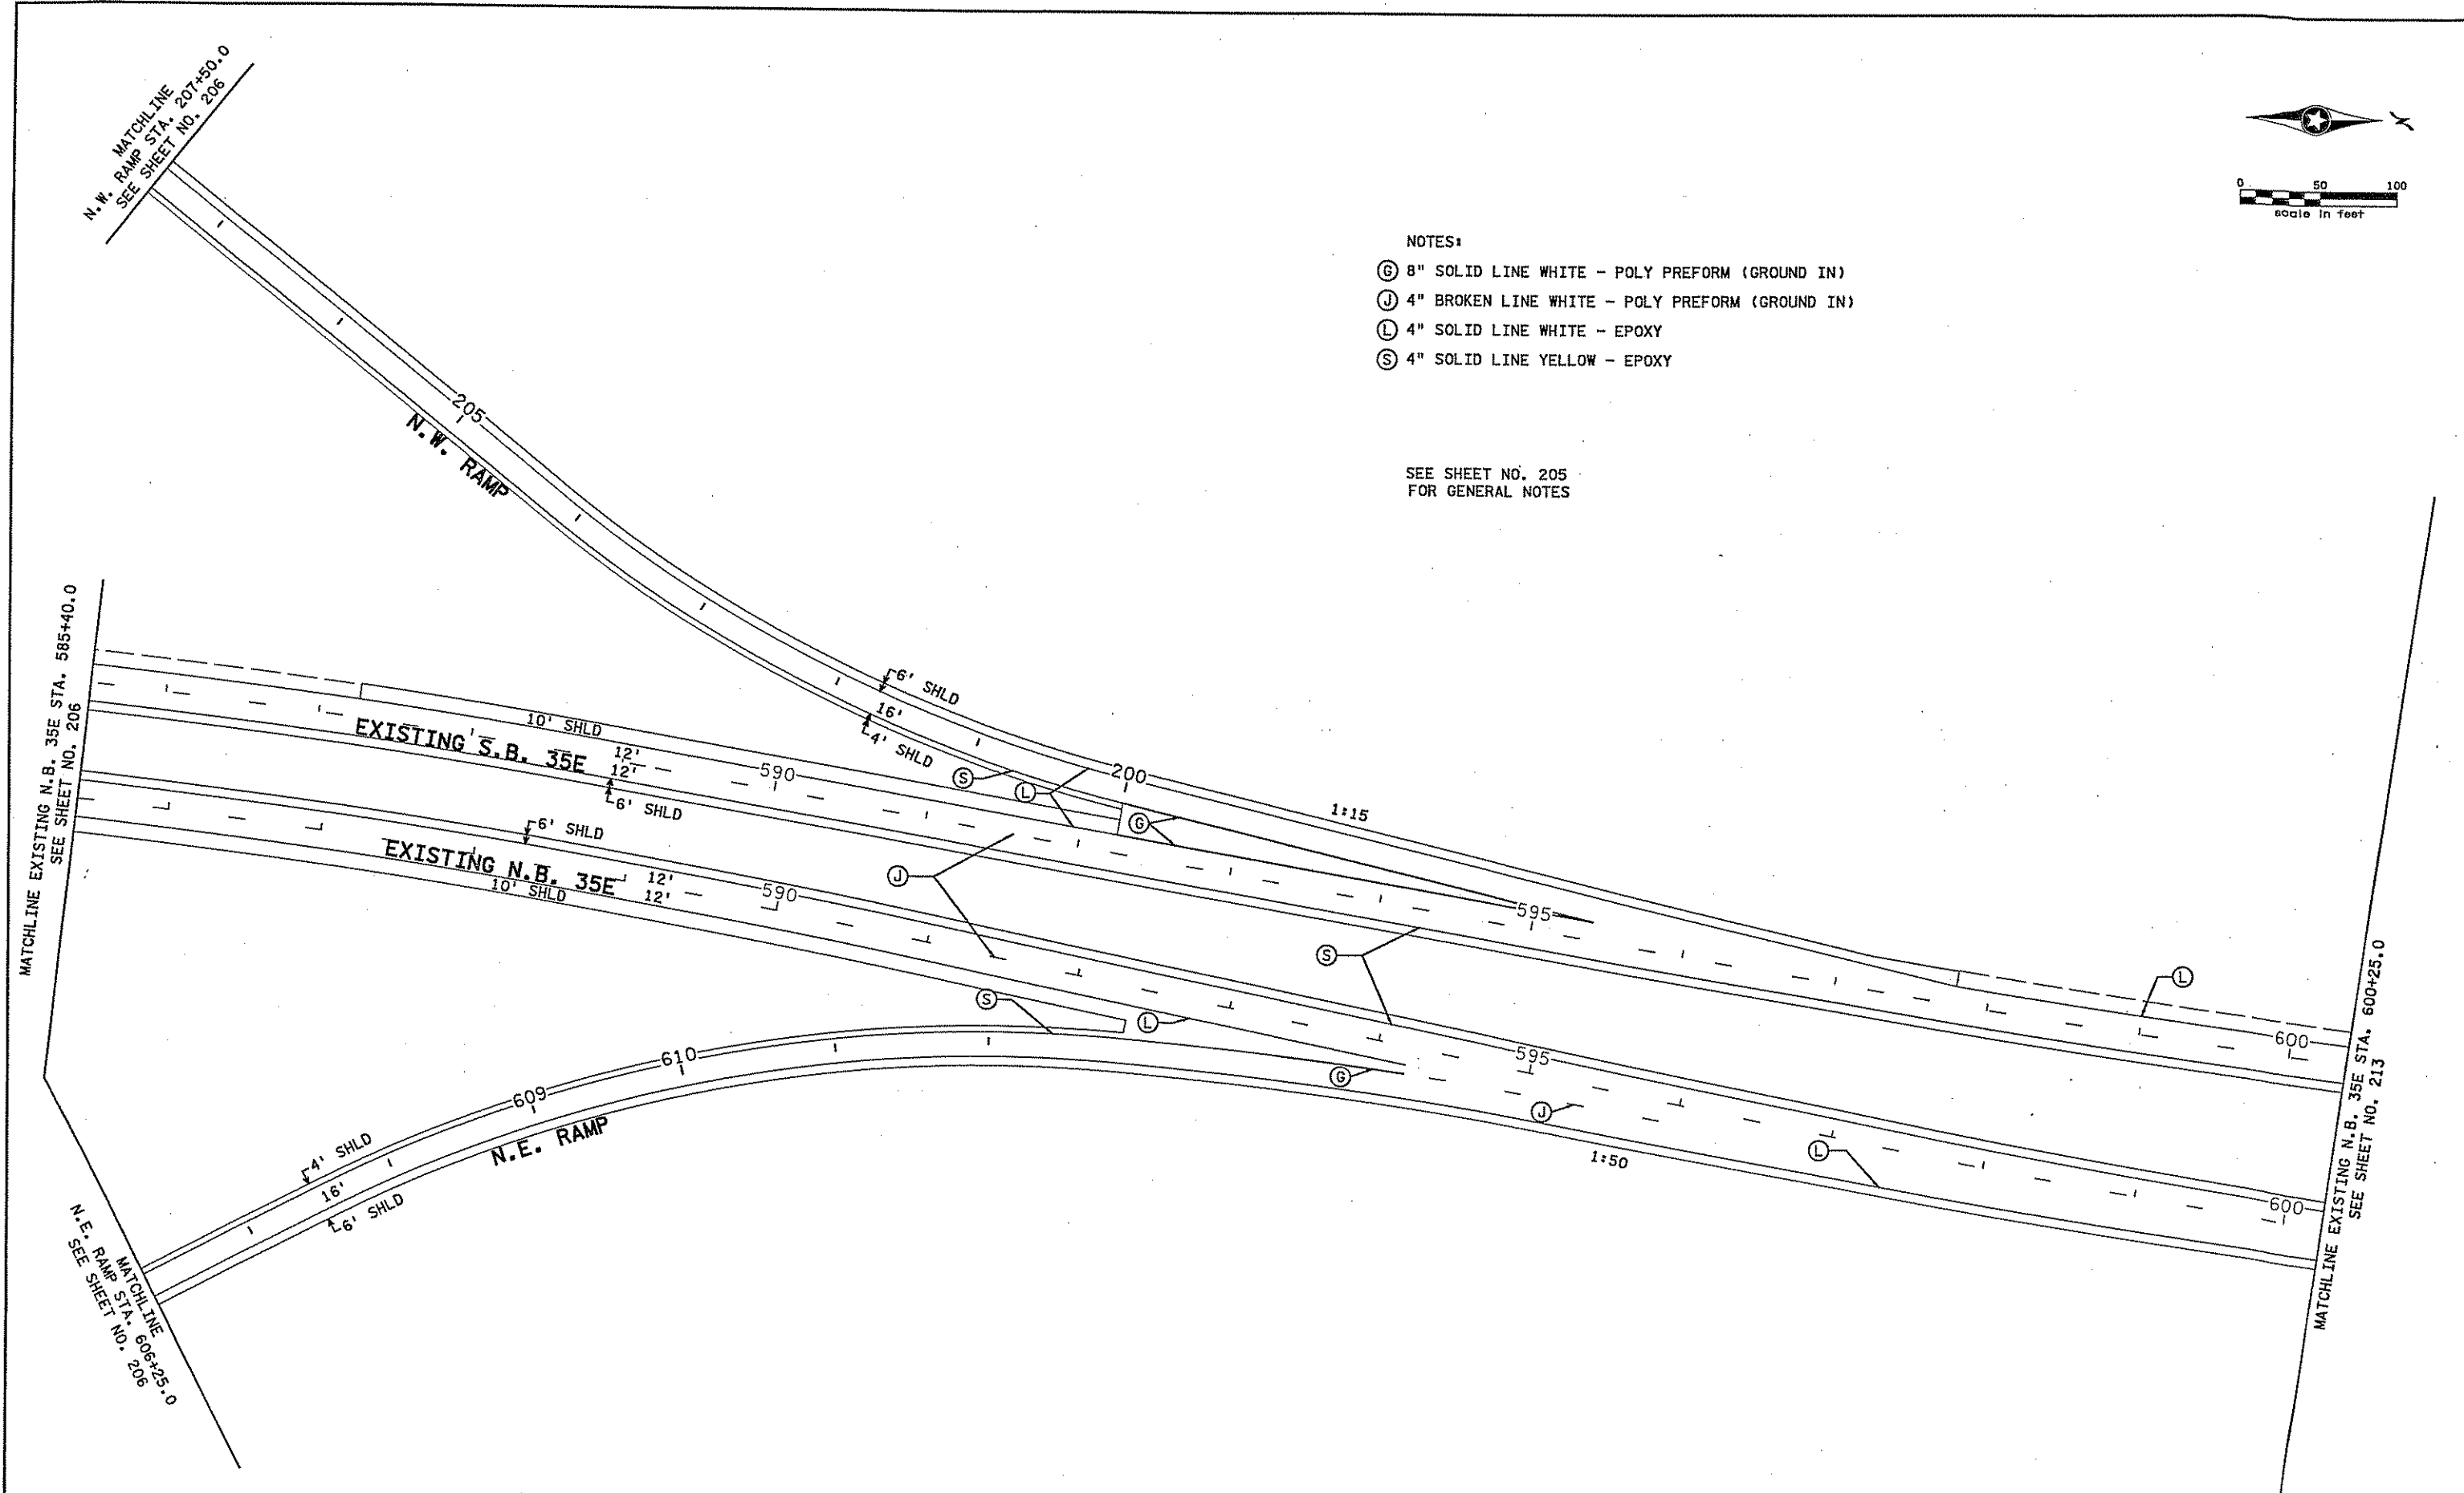 MATCHLINE
N.W. RAMP STA. 207+50.0
SEE SHEET NO. 206
0 50 100
scale in feet
NOTES:
G 8" SOLID LINE WHITE - POLY PREFORM (GROUND IN)
J 4" BROKEN LINE WHITE - POLY PREFORM (GROUND IN)
L 4" SOLID LINE WHITE - EPOXY
S 4" SOLID LINE YELLOW - EPOXY
SEE SHEET NO. 205
FOR GENERAL NOTES
205
N.W. RAMP
6' SHLD
16'
4' SHLD
200
1:15
MATCHLINE EXISTING N.B. 35E STA. 585+40.0
SEE SHEET NO. 206
10' SHLD
EXISTING S.B. 35E
12'
12'
6' SHLD
590
S
L
G
6' SHLD
EXISTING N.B. 35E
12'
12'
10' SHLD
590
J
595
S
L
600
S
L
595
G
J
1:50
L
600
610
609
4' SHLD
N.E. RAMP
16'
6' SHLD
MATCHLINE
N.E. RAMP STA. 606+25.0
SEE SHEET NO. 206
MATCHLINE EXISTING N.B. 35E STA. 600+25.0
SEE SHEET NO. 213